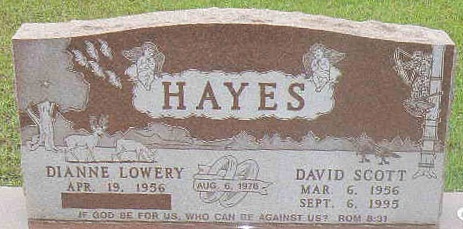 HAYES
DIANNE LOWERY
APR. 19, 1956
AUG. 6, 1976
DAVID SCOTT
MAR. 6, 1956
SEPT. 6, 1995
IF GOD BE FOR US, WHO CAN BE AGAINST US? ROM 8:31